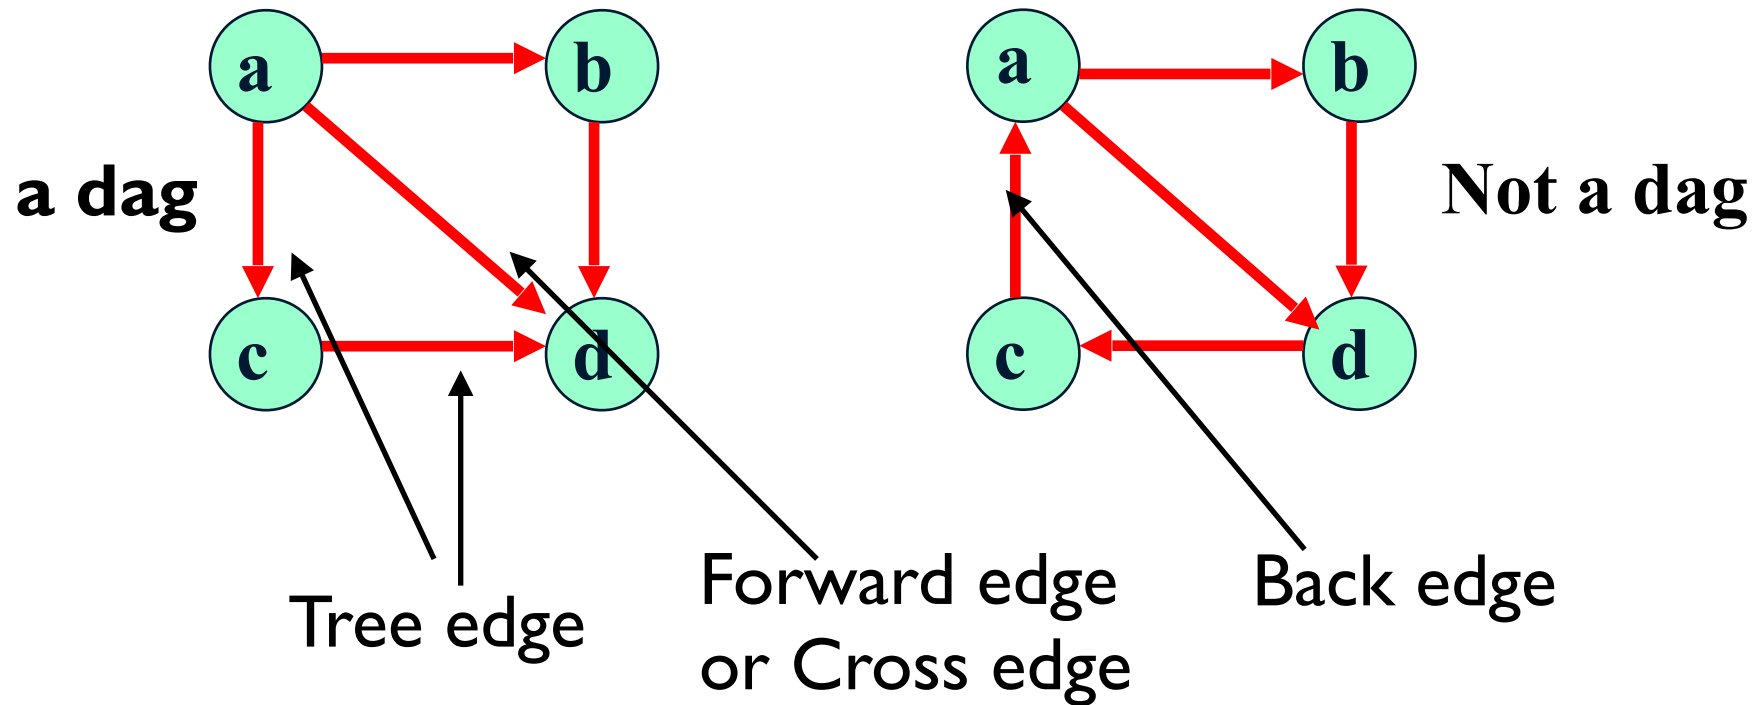 a
b
a
b
a dag
Not a dag
c
d
c
d
Tree edge
Forward edge
or Cross edge
Back edge